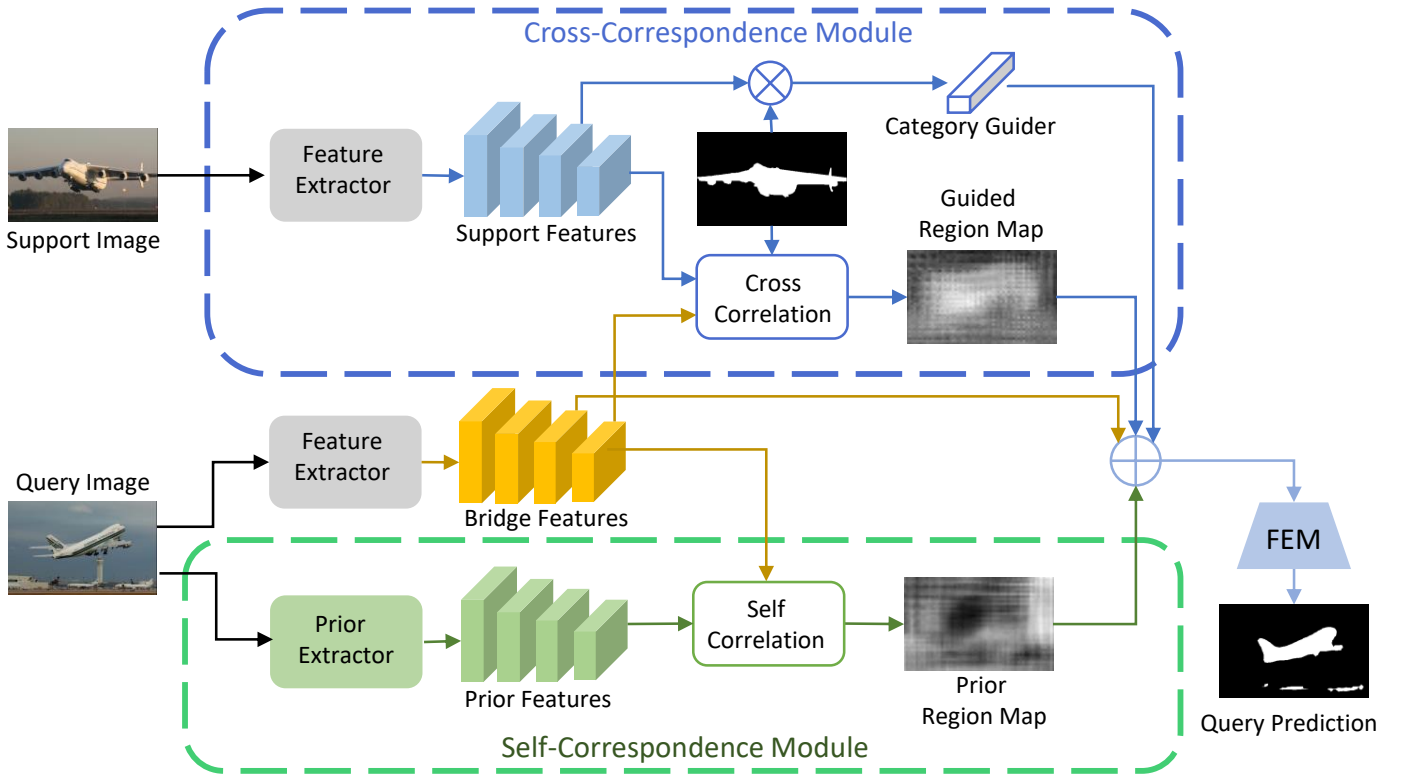 Cross-Correspondence Module
Category Guider
Feature
Extractor
Support Image
Support Features
Guided
Region Map
Cross
Correlation
Feature
Extractor
Query Image
Bridge Features
FEM
Prior
Extractor
Self
Correlation
Prior Features
Prior
Region Map
Query Prediction
Self-Correspondence Module